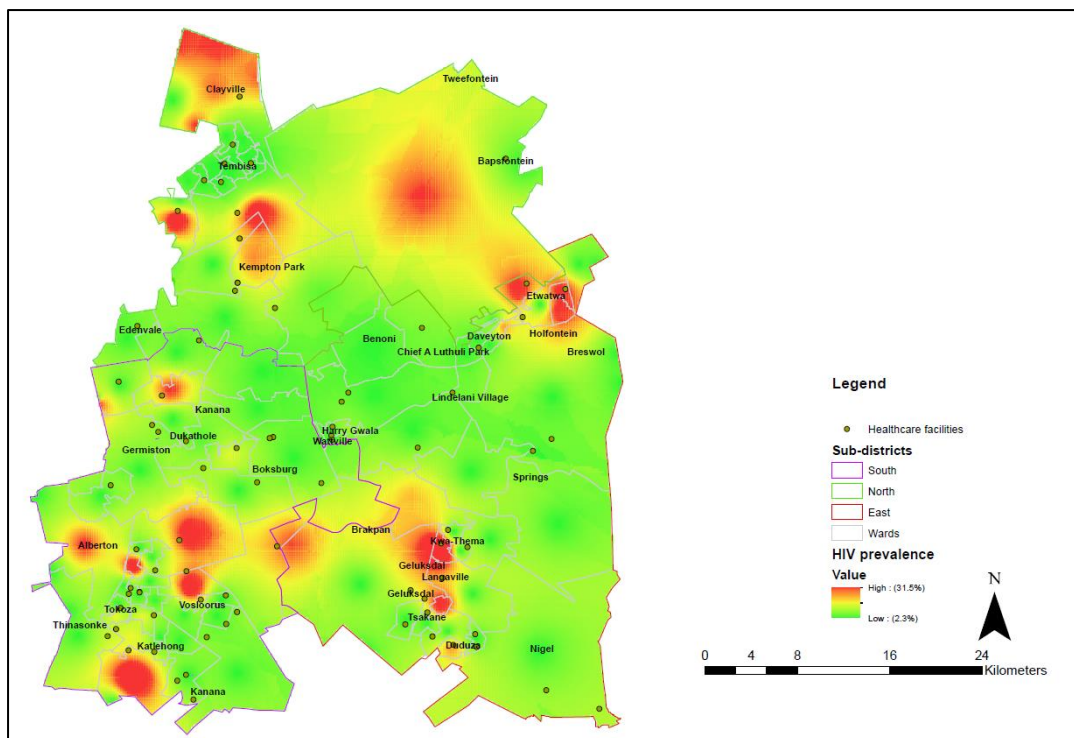 Tweefontein
Clayville
Bapsfontein
Tembisa
Kempton Park
Etwatwa
Edenvale
Holfontein
Daveyton
Benoni
Chief A Luthuli Park
Breswol
Lindelani Village
Kanana
Harry Gwala
Dukathole
Wattville
Germiston
Boksburg
Springs
Brakpan
Alberton
Kwa-Thema
Geluksdal
Langaville
Geluksdal
Vosloorus
Tokoza
Tsakane
Thinasonke
Katlehong
Duduza
Nigel
Kanana
Legend
Healthcare facilities
Sub-districts
South
North
East
Wards
HIV prevalence
Value
High : (31.5%)
Low : (2.3%)
N
0 4 8 16 24
Kilometers